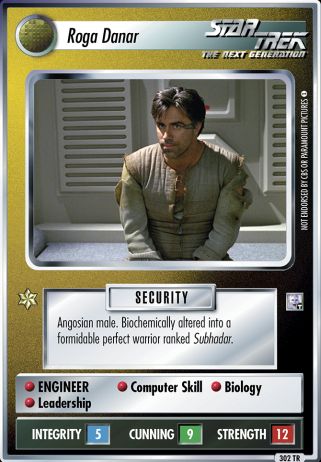 Roga Danar
STAR TREK
THE NEXT GENERATION
NOT ENDORSED BY CBS OR PARAMOUNT PICTURES
SECURITY
Angosian male. Biochemically altered into a
formidable perfect warrior ranked Subhadar.
ENGINEER Computer Skill Biology
Leadership
INTEGRITY 5 CUNNING 9 STRENGTH 12
302 TR